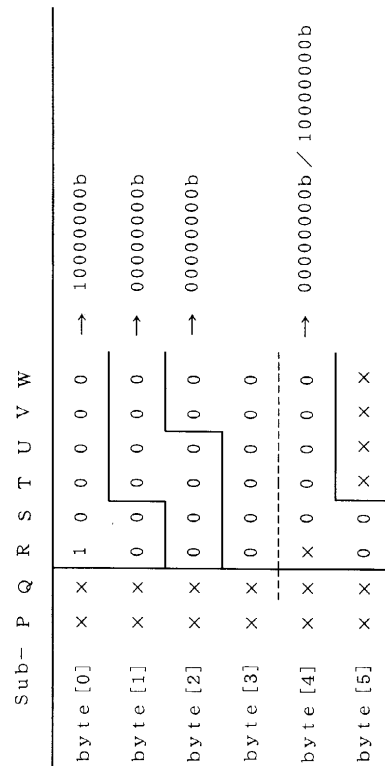 Sub- P Q R S T U V W
byte [0] × × 1 0 0 0 0 0 → 10000000b
byte [1] × × 0 0 0 0 0 0 → 00000000b
byte [2] × × 0 0 0 0 0 0 → 00000000b
byte [3] × × 0 0 0 0 0 0
byte [4] × × × 0 0 0 0 0 → 00000000b / 10000000b
byte [5] × × 0 0 × × × ×